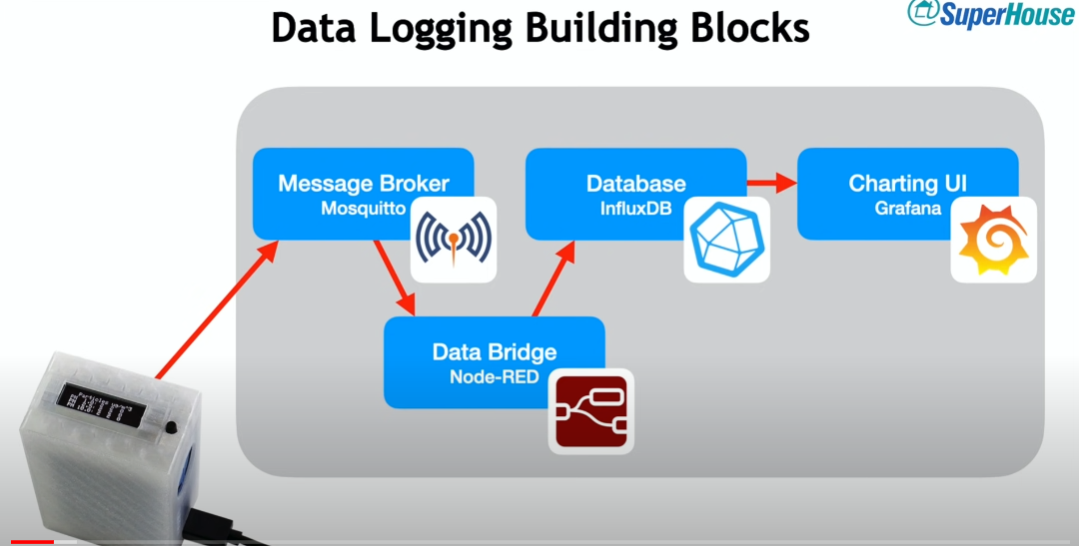 Data Logging Building Blocks
SuperHouse
Message Broker
Mosquitto
Database
InfluxDB
Charting UI
Grafana
Data Bridge
Node-RED